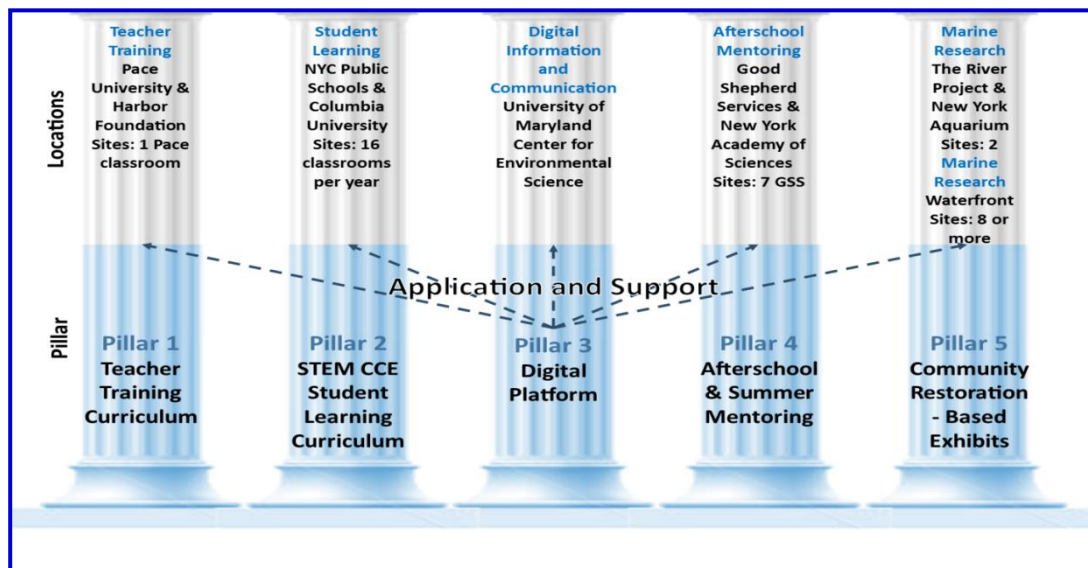 Locations
Teacher
Training
Pace
University &
Harbor
Foundation
Sites: 1 Pace
classroom
Student
Learning
NYC Public
Schools &
Columbia
University
Sites: 16
classrooms
per year
Digital
Information
and
Communication
University of
Maryland
Center for
Environmental
Science
Afterschool
Mentoring
Good
Shepherd
Services &
New York
Academy of
Sciences
Sites: 7 GSS
Marine
Research
The River
Project &
New York
Aquarium
Sites: 2
Marine
Research
Waterfront
Sites: 8 or
more
Application and Support
Pillar
Pillar 1
Teacher
Training
Curriculum
Pillar 2
STEM CCE
Student
Learning
Curriculum
Pillar 3
Digital
Platform
Pillar 4
Afterschool
& Summer
Mentoring
Pillar 5
Community
Restoration
- Based
Exhibits